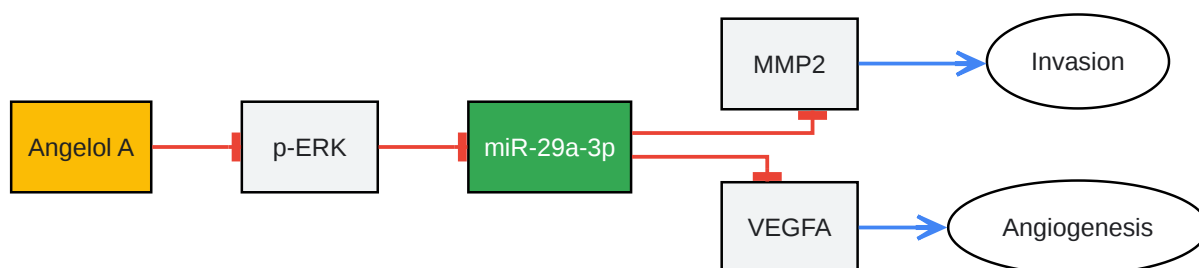 MMP2
Invasion
Angelol A
p-ERK
miR-29a-3p
VEGFA
Angiogenesis